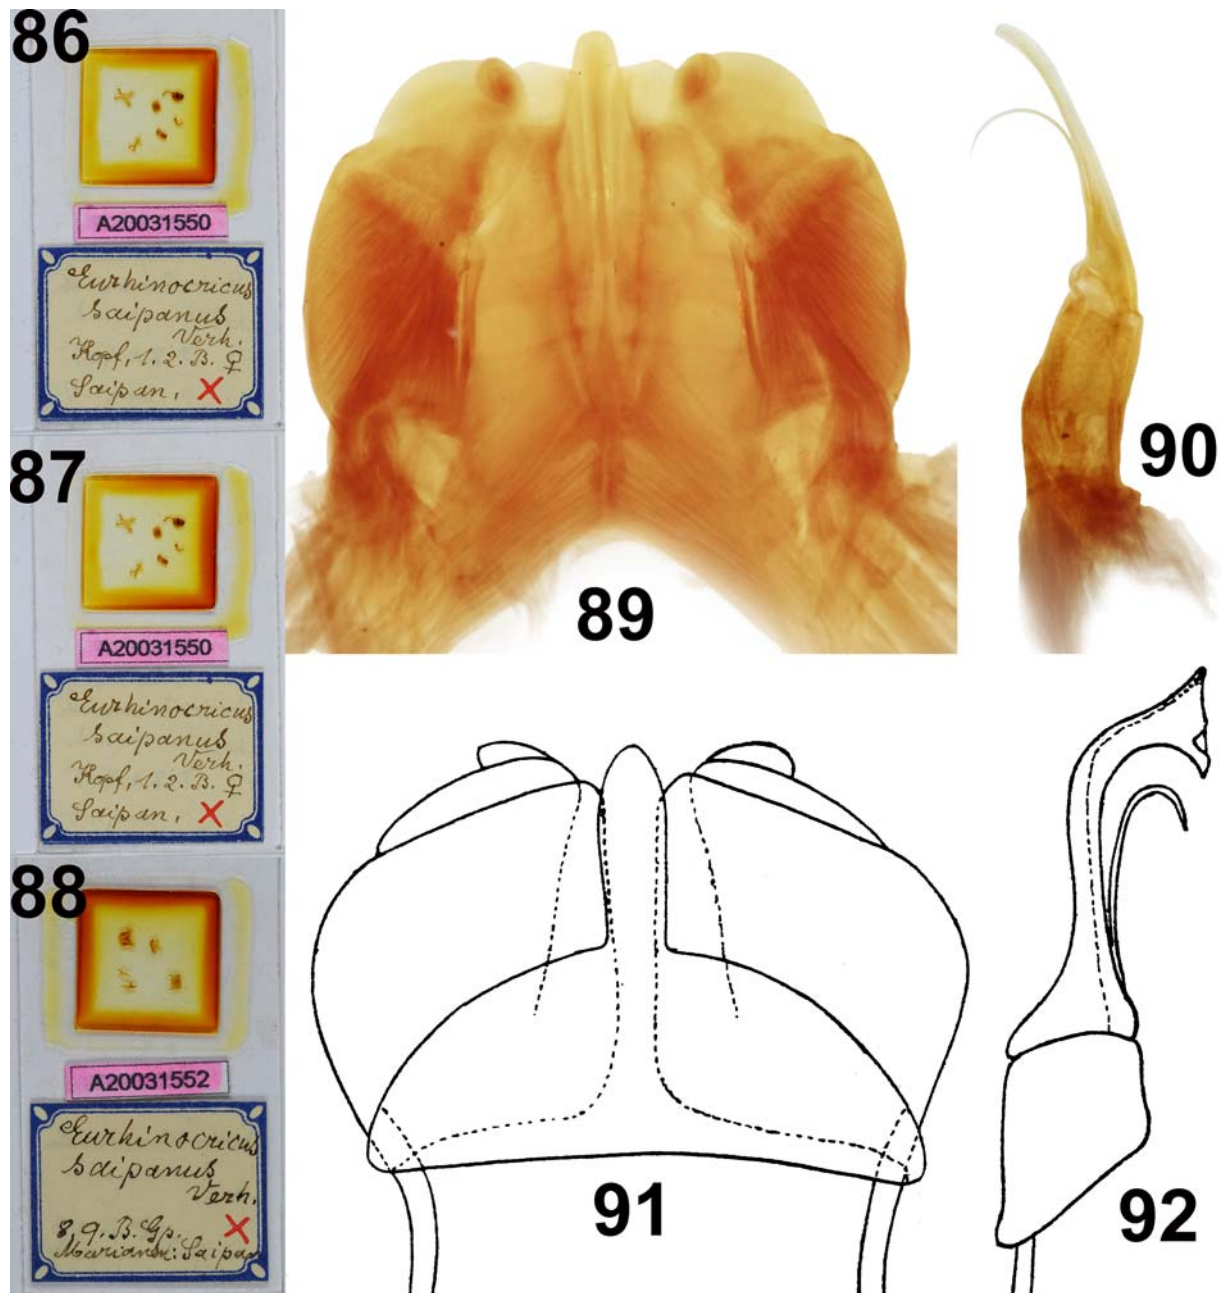 86
A20031550
Eurhinocricus
saipanus
Verh.
Kopf, 1. 2. B. ♀
Saipan, X
87
A20031550
Eurhinocricus
saipanus
Verh.
Kopf, 1. 2. B. ♀
Saipan, X
88
A20031552
Eurhinocricus
saipanus
Verh.
8, 9. B. Gp. X
Marianen: Saipan
89
90
91
92